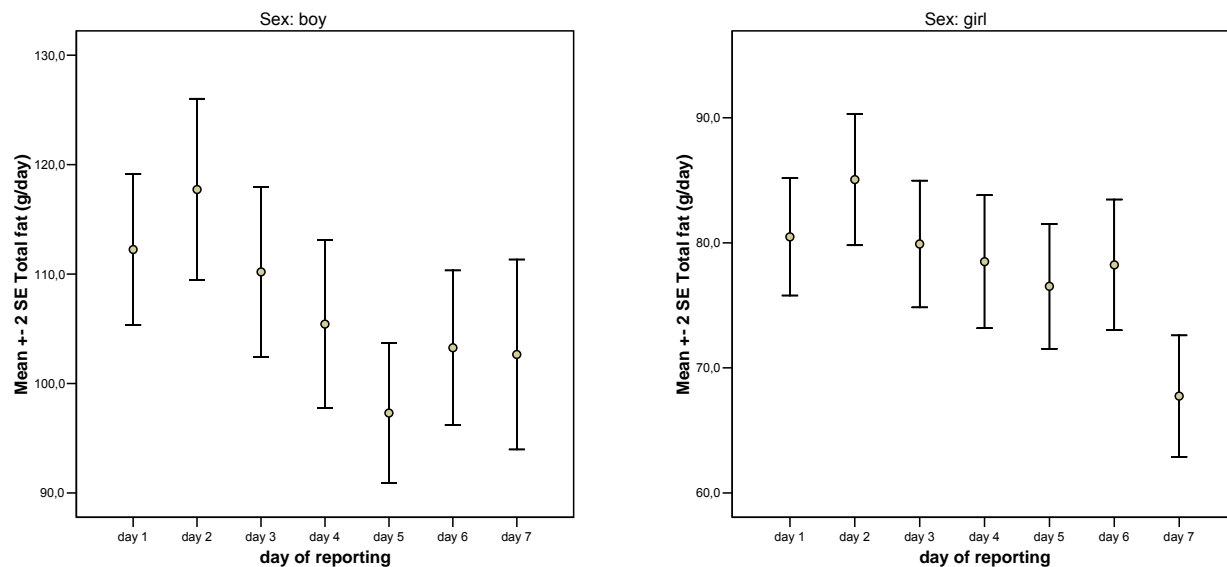 Sex: boy
Mean +- 2 SE Total fat (g/day)
130,0
120,0
110,0
100,0
90,0
day 1 day 2 day 3 day 4 day 5 day 6 day 7
day of reporting
Sex: girl
Mean +- 2 SE Total fat (g/day)
90,0
80,0
70,0
60,0
day 1 day 2 day 3 day 4 day 5 day 6 day 7
day of reporting